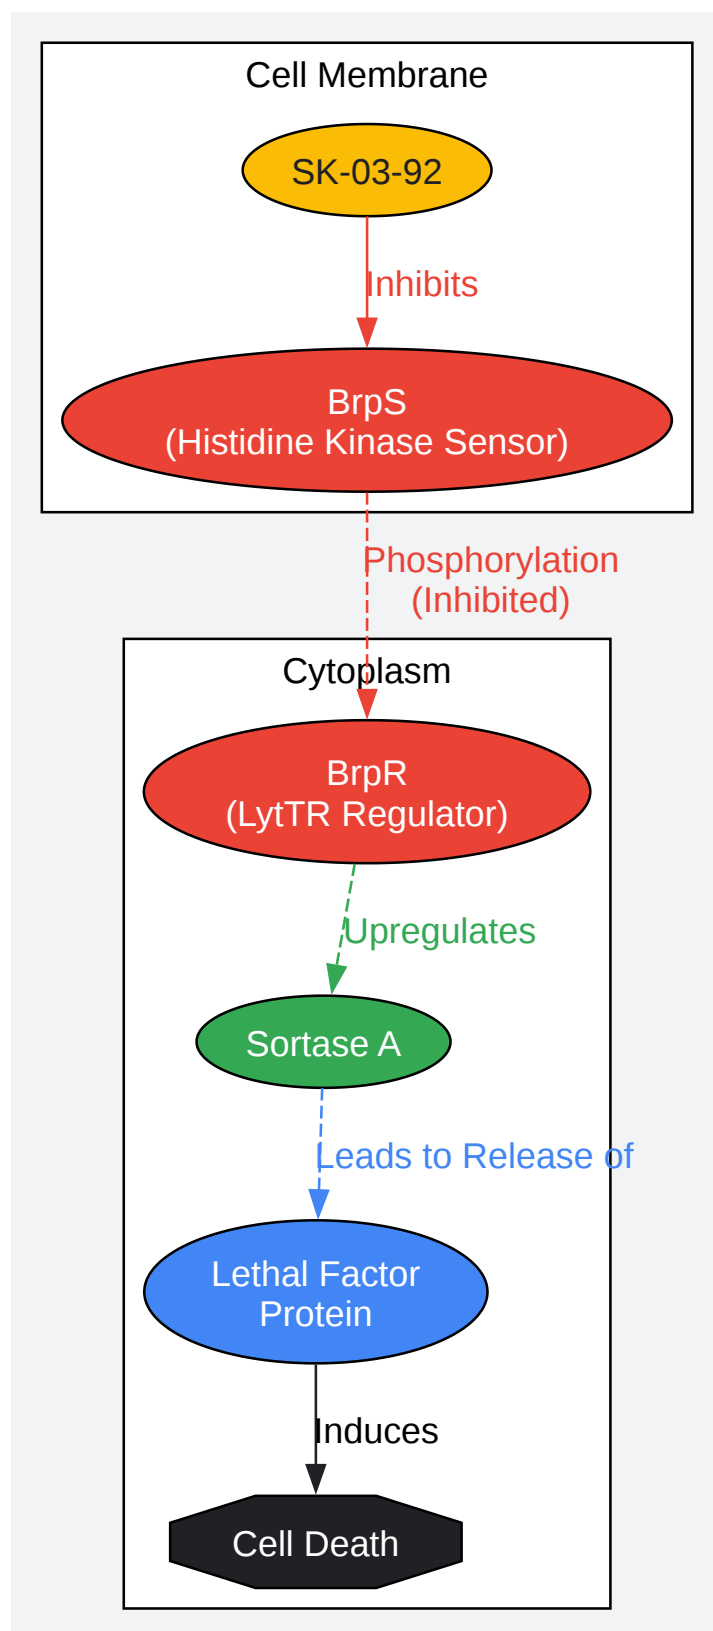 Cell Membrane
SK-03-92
Inhibits
BrpS
(Histidine Kinase Sensor)
Phosphorylation
(Inhibited)
Cytoplasm
BrpR
(LytTR Regulator)
Upregulates
Sortase A
Leads to Release of
Lethal Factor
Protein
Induces
Cell Death